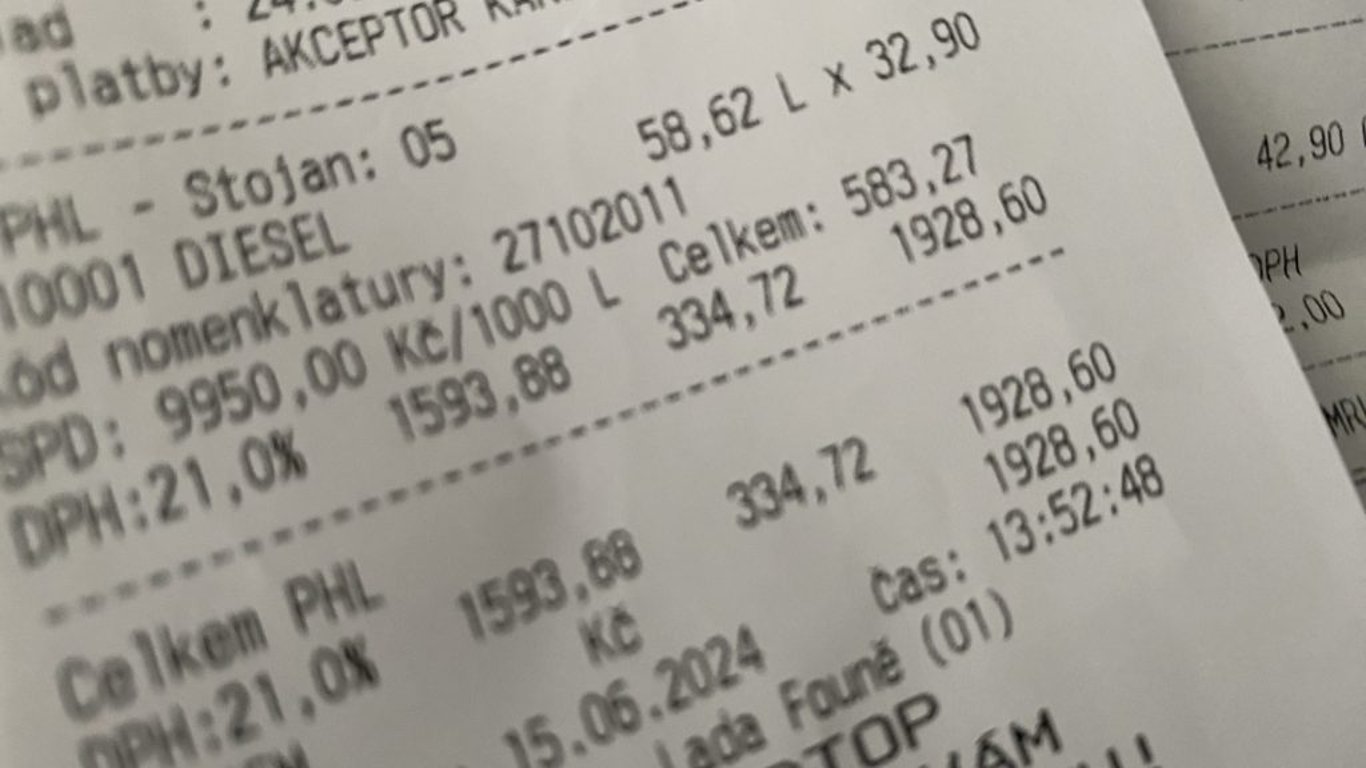 platby: AKCEPTOR
PHL - Stojan: 05
58,62 L x 32,90
10001 DIESEL
nomenklatury: 27102011
SPD: 9950,00 Kč/1000 L Celkem: 583,27
DPH:21,0% 1593,88 334,72 1928,60
Celkem PHL 1928,60
DPH:21,0% 1593,88 334,72 1928,60
Kč
15.06.2024 čas: 13:52:48
Lada Founě (01)
VÁM
42,90
DPH